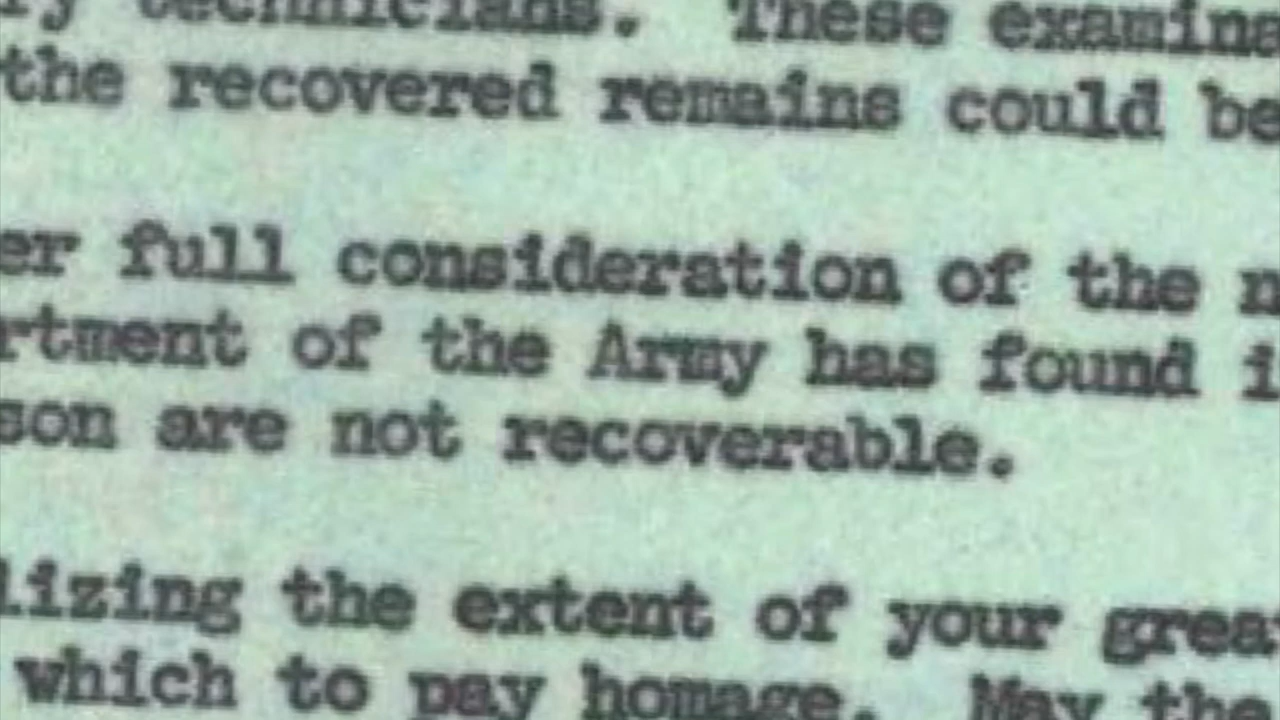 ry technicians. These examina
the recovered remains could be
er full consideration of the n
rtment of the Army has found i
son are not recoverable.
lizing the extent of your grea
which to pay homage. May the